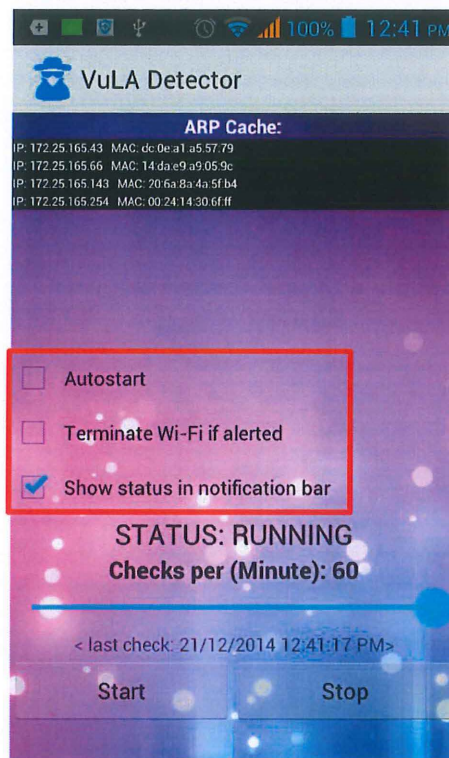 100% 12:41 PM
VuLA Detector
ARP Cache:
IP: 172.25.165.43 MAC: dc:0e:a1:a5:57:79
IP: 172.25.165.66 MAC: 14:da:e9:a9:05:9c
IP: 172.25.165.143 MAC: 20:6a:8a:4a:5f:b4
IP: 172.25.165.254 MAC: 00:24:14:30:6f:ff
Autostart
Terminate Wi-Fi if alerted
Show status in notification bar
STATUS: RUNNING
Checks per (Minute): 60
< last check: 21/12/2014 12:41:17 PM>
Start Stop